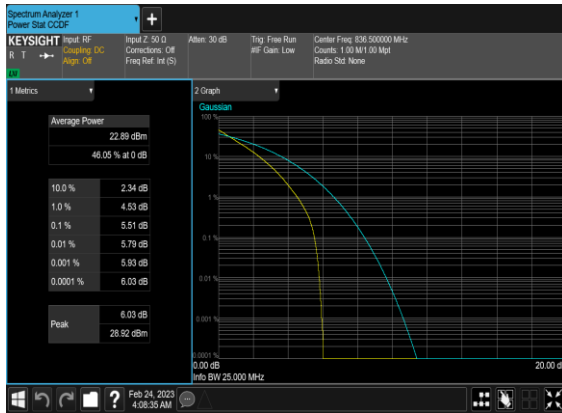 Spectrum Analyzer 1
Power Stat CCDF
+
KEYSIGHT
R T
LXI
Input: RF
Coupling: DC
Align: Off
Input Z: 50 Ω
Corrections: Off
Freq Ref: Int (S)
Atten: 30 dB
Trig: Free Run
#IF Gain: Low
Center Freq: 836.500000 MHz
Counts: 1.00 M/1.00 Mpt
Radio Std: None
1 Metrics
Average Power
22.89 dBm
46.05 % at 0 dB
10.0 % 2.34 dB
1.0 % 4.53 dB
0.1 % 5.51 dB
0.01 % 5.79 dB
0.001 % 5.93 dB
0.0001 % 6.03 dB
Peak
6.03 dB
28.92 dBm
2 Graph
Gaussian
100 %
10 %
1 %
0.1 %
0.01 %
0.001 %
0.0001 %
0.00 dB
20.00 d
Info BW 25.000 MHz
?
Feb 24, 2023
4:08:35 AM